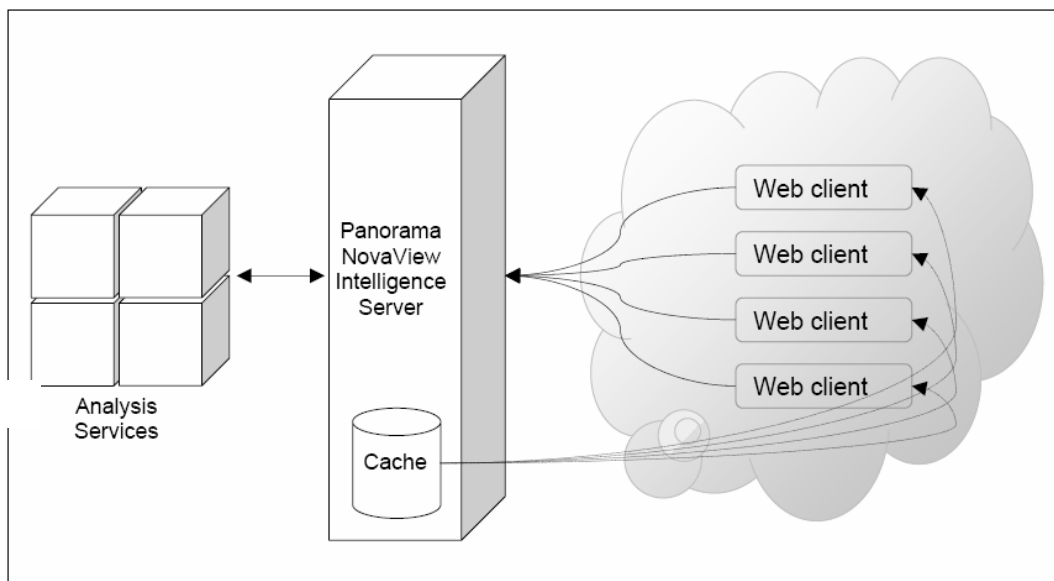 Analysis
Services
Panorama
NovaView
Intelligence
Server
Cache
Web client
Web client
Web client
Web client